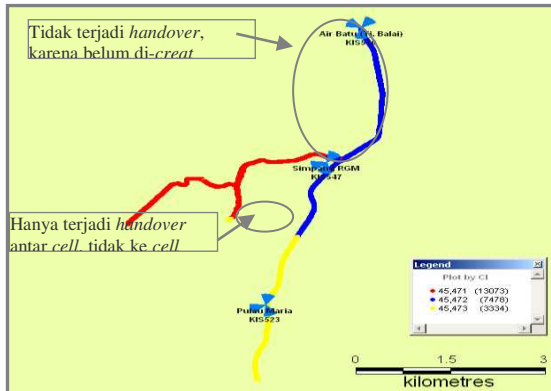 Tidak terjadi handover,
karena belum di-creat
Air Batu
Simpang RGM
Hanya terjadi handover
antar cell, tidak ke cell
Pulau Maria
KIS523
Legend
Plot by CI
45,471 (13073)
45,472 (7478)
45,473 (3334)
0 1.5 3
kilometres